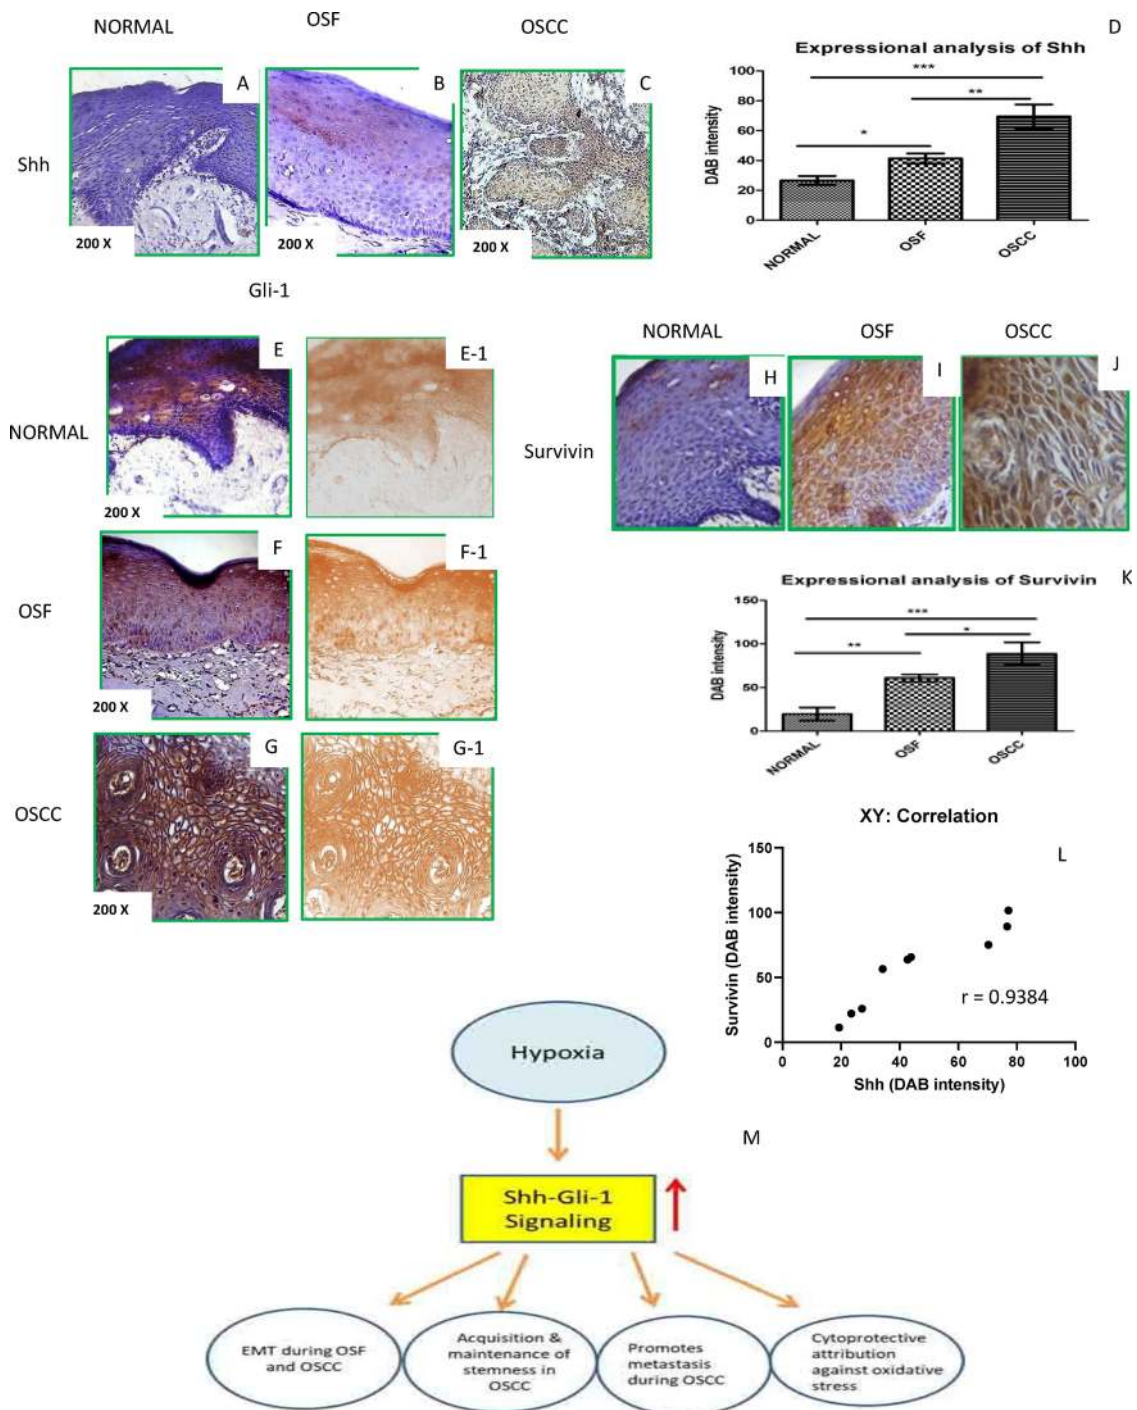 NORMAL
OSF
OSCC
D
Expressional analysis of Shh
Shh
A
B
C
200 X
200 X
200 X
DAB intensity
100
80
60
40
20
0
***
**
*
NORMAL
OSF
OSCC
Gli-1
NORMAL
E
E-1
200 X
OSF
F
F-1
200 X
OSCC
G
G-1
200 X
NORMAL
OSF
OSCC
Survivin
H
I
J
Expressional analysis of Survivin
K
DAB intensity
150
100
50
0
***
*
**
NORMAL
OSF
OSCC
XY: Correlation
L
Survivin (DAB intensity)
150
100
50
0
r = 0.9384
0 20 40 60 80 100
Shh (DAB intensity)
M
Hypoxia
Shh-Gli-1
Signaling
EMT during OSF
and OSCC
Acquisition &
maintenance of
stemness in
OSCC
Promotes
metastasis
during OSCC
Cytoprotective
attribution
against oxidative
stress